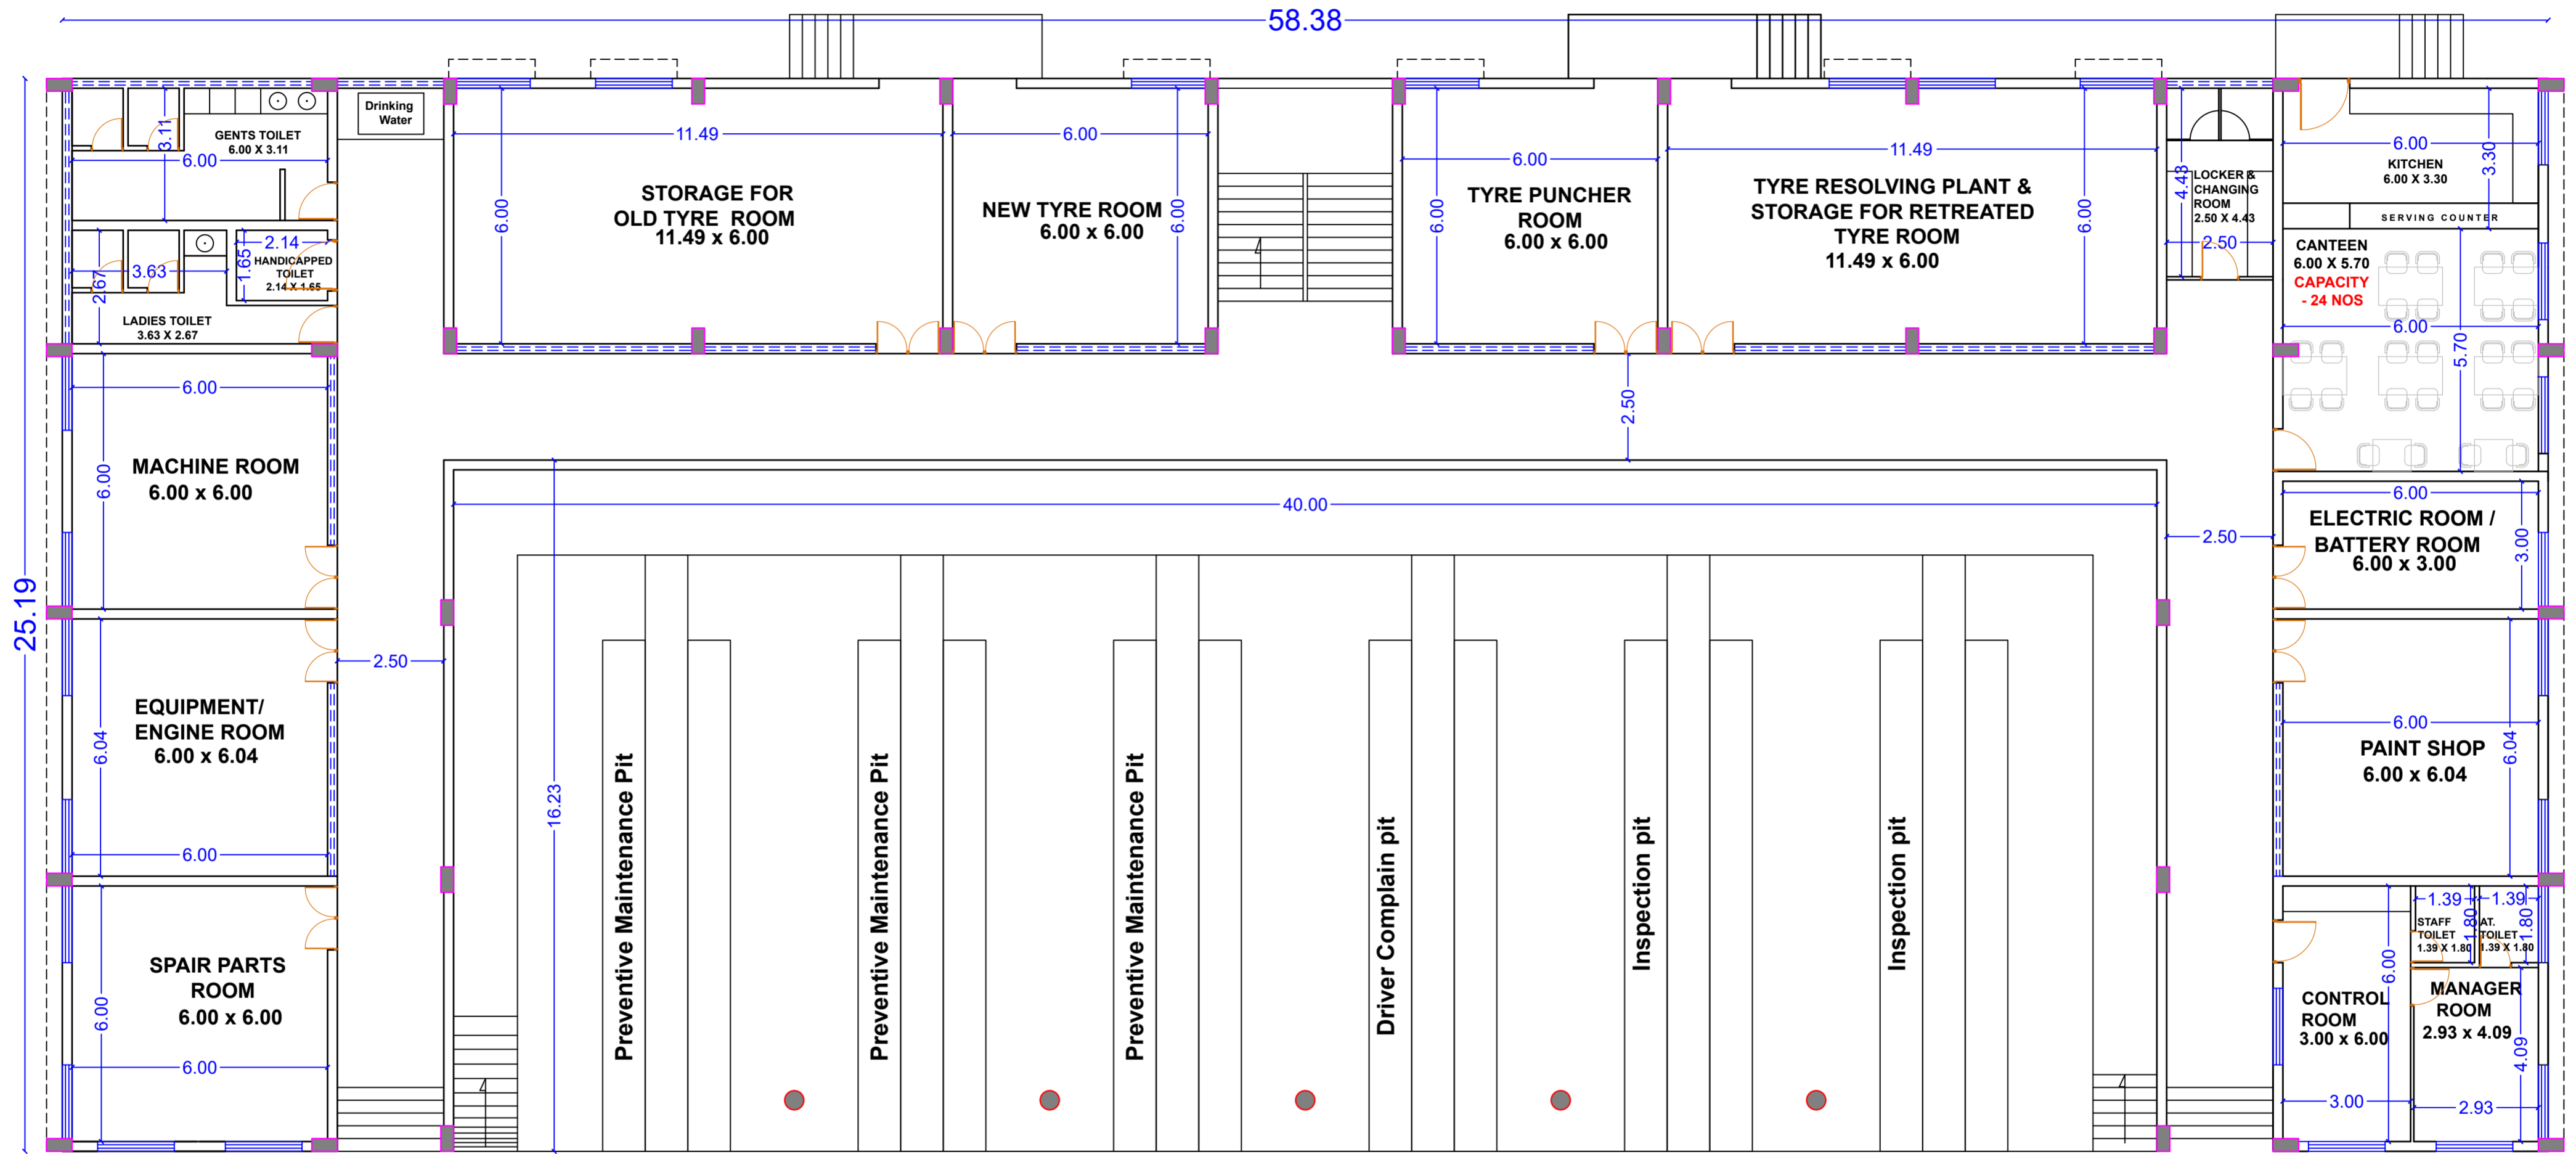 58.38
25.19
Drinking
Water
GENTS TOILET
6.00 X 3.11
3.11
6.00
2.14
1.65
HANDICAPPED
TOILET
2.14 X 1.65
3.63
2.67
LADIES TOILET
3.63 X 2.67
11.49
6.00
STORAGE FOR
OLD TYRE ROOM
11.49 x 6.00
6.00
6.00
NEW TYRE ROOM
6.00 x 6.00
4
6.00
6.00
TYRE PUNCHER
ROOM
6.00 x 6.00
11.49
6.00
TYRE RESOLVING PLANT &
STORAGE FOR RETREATED
TYRE ROOM
11.49 x 6.00
4.43
LOCKER &
CHANGING
ROOM
2.50 X 4.43
2.50
6.00
3.30
KITCHEN
6.00 X 3.30
SERVING COUNTER
CANTEEN
6.00 X 5.70
CAPACITY
- 24 NOS
6.00
5.70
2.50
6.00
6.00
MACHINE ROOM
6.00 x 6.00
40.00
2.50
6.00
ELECTRIC ROOM /
BATTERY ROOM
6.00 x 3.00
3.00
2.50
EQUIPMENT/
ENGINE ROOM
6.00 x 6.04
6.04
6.00
16.23
6.00
PAINT SHOP
6.00 x 6.04
6.04
Preventive Maintenance Pit
Preventive Maintenance Pit
Preventive Maintenance Pit
Driver Complain pit
Inspection pit
Inspection pit
SPAIR PARTS
ROOM
6.00 x 6.00
6.00
6.00
4
4
1.39
1.39
STAFF
TOILET
1.39 X 1.80
1.80
AT.
TOILET
1.39 X 1.80
1.80
6.00
CONTROL
ROOM
3.00 x 6.00
3.00
MANAGER
ROOM
2.93 x 4.09
4.09
2.93